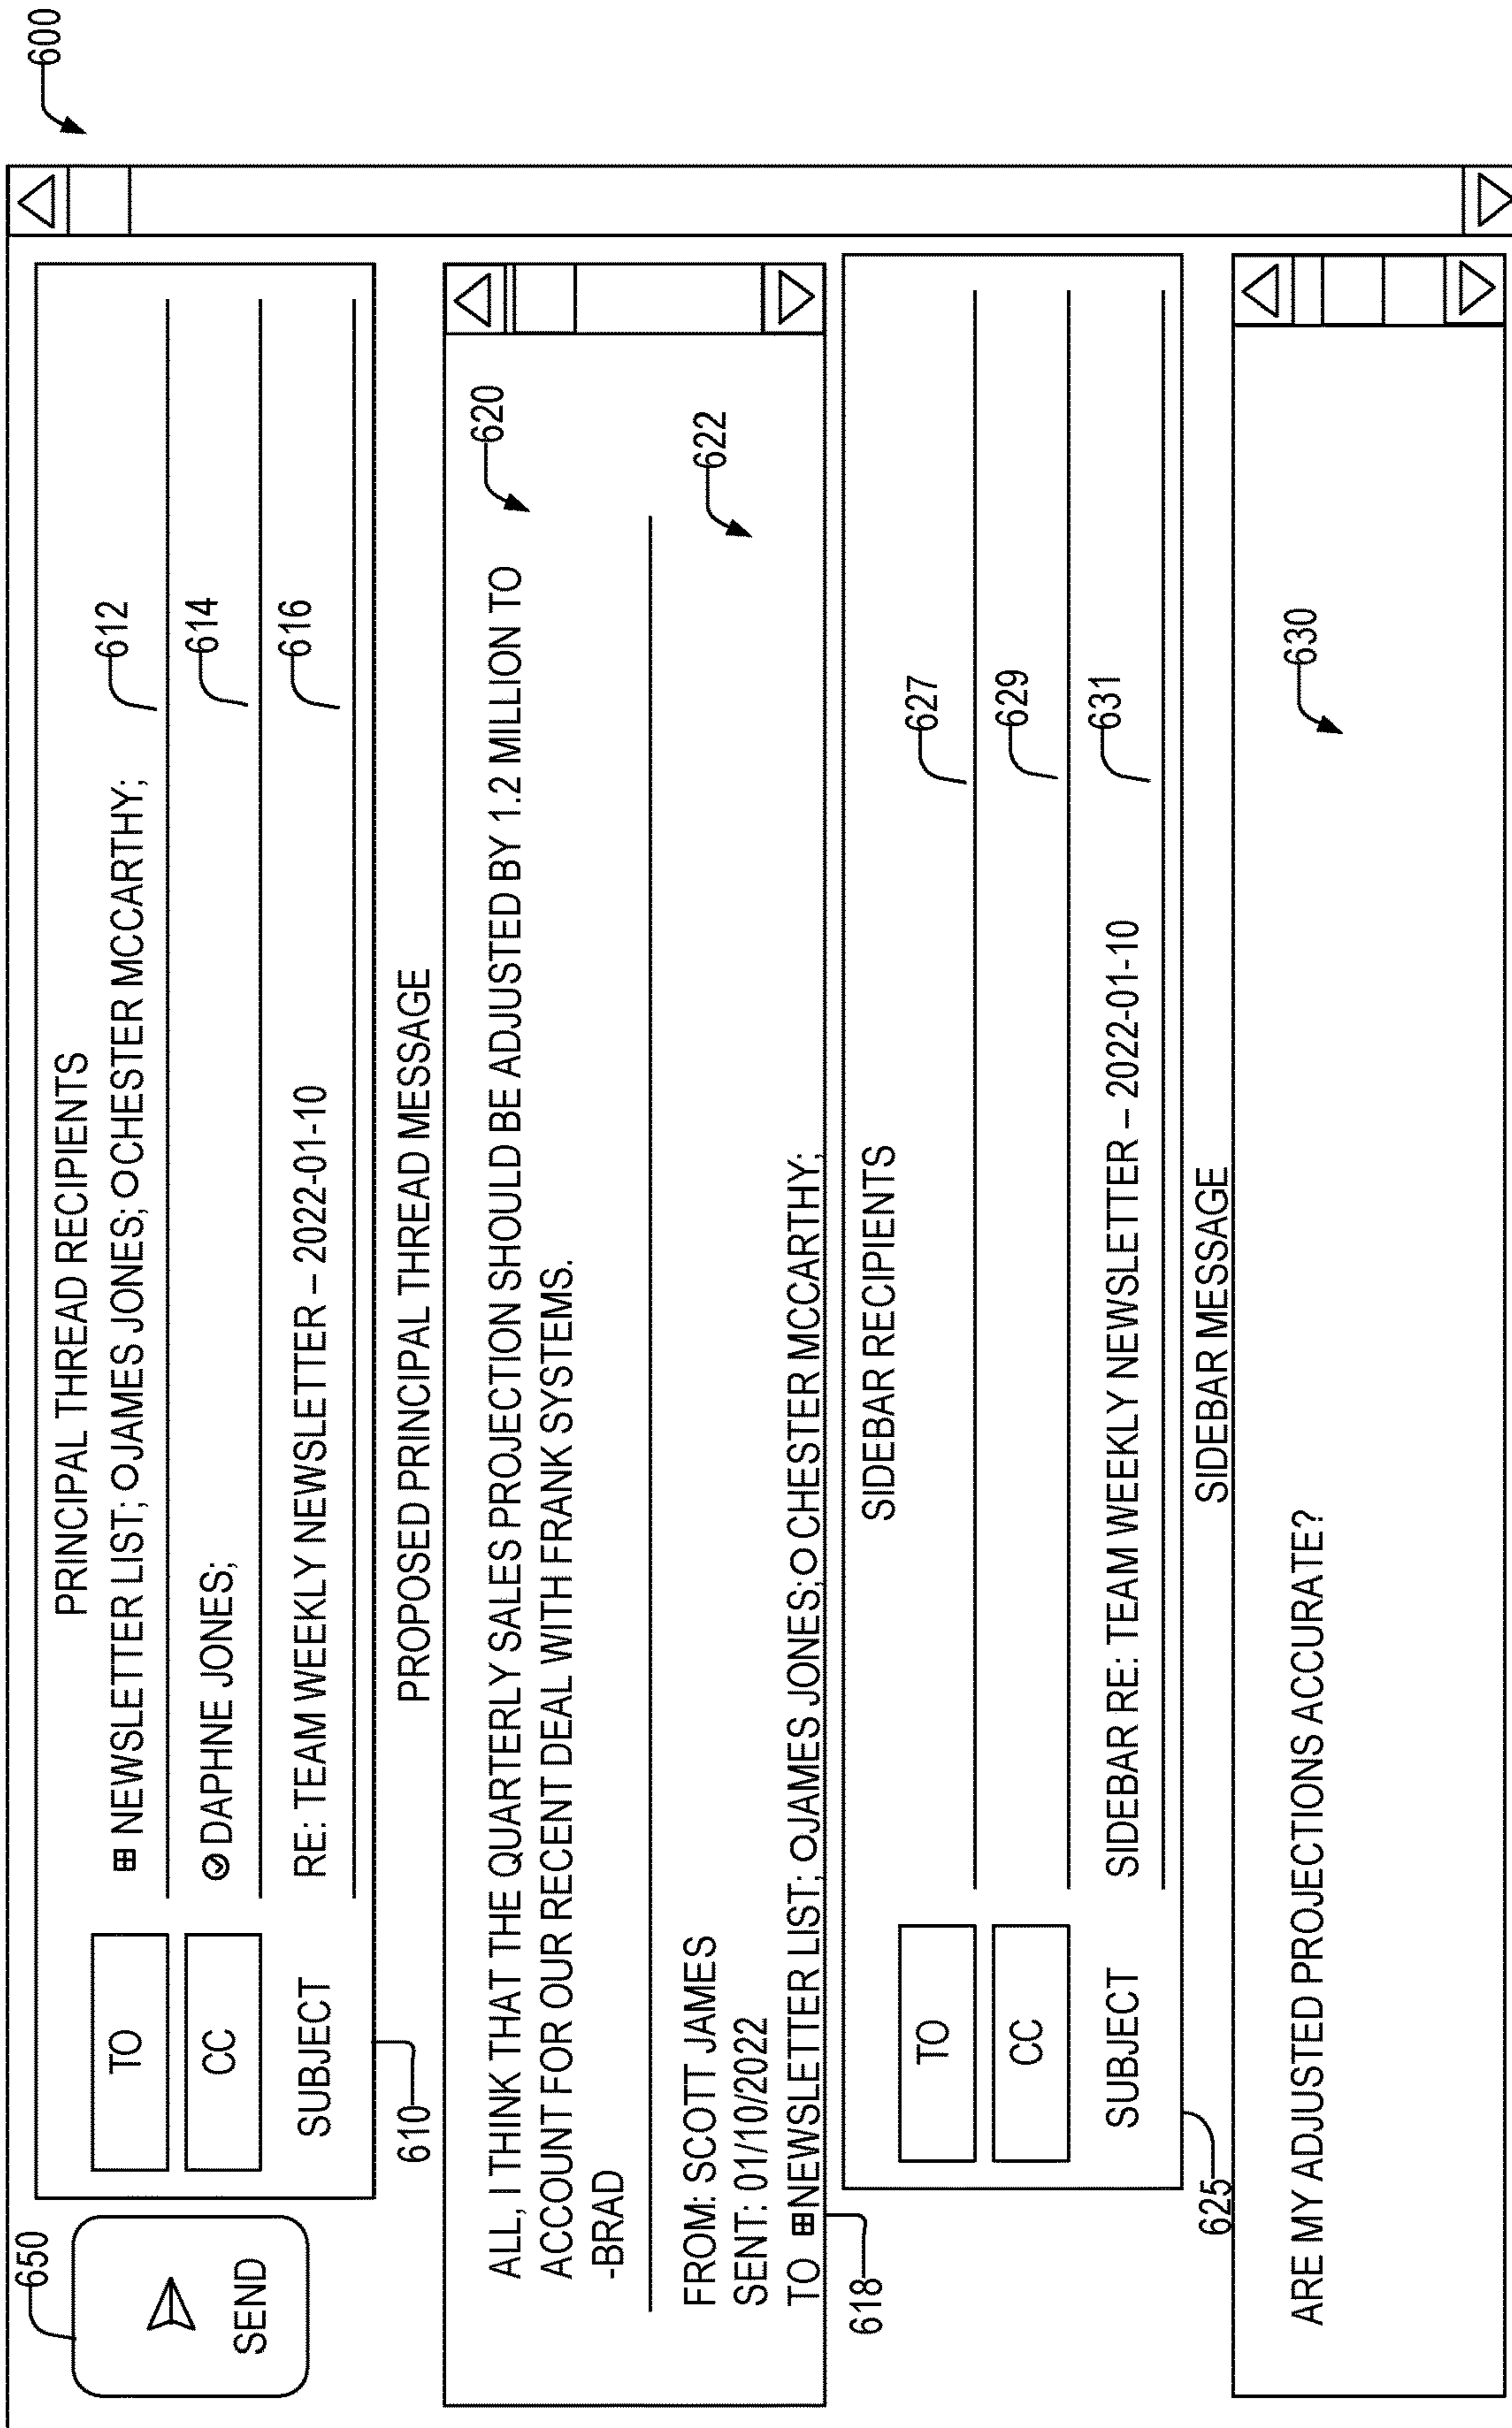 600
650
SEND
PRINCIPAL THREAD RECIPIENTS
TO ⊞ NEWSLETTER LIST; OJAMES JONES; OCHESTER MCCARTHY; 612
CC DAPHNE JONES; 614
SUBJECT RE: TEAM WEEKLY NEWSLETTER – 2022-01-10 616
610
PROPOSED PRINCIPAL THREAD MESSAGE
ALL, I THINK THAT THE QUARTERLY SALES PROJECTION SHOULD BE ADJUSTED BY 1.2 MILLION TO 620
ACCOUNT FOR OUR RECENT DEAL WITH FRANK SYSTEMS.
-BRAD
FROM: SCOTT JAMES 622
SENT: 01/10/2022
TO ⊞NEWSLETTER LIST; OJAMES JONES;O CHESTER MCCARTHY;
618
SIDEBAR RECIPIENTS
TO 627
CC 629
SUBJECT SIDEBAR RE: TEAM WEEKLY NEWSLETTER – 2022-01-10 631
625
SIDEBAR MESSAGE
ARE MY ADJUSTED PROJECTIONS ACCURATE? 630